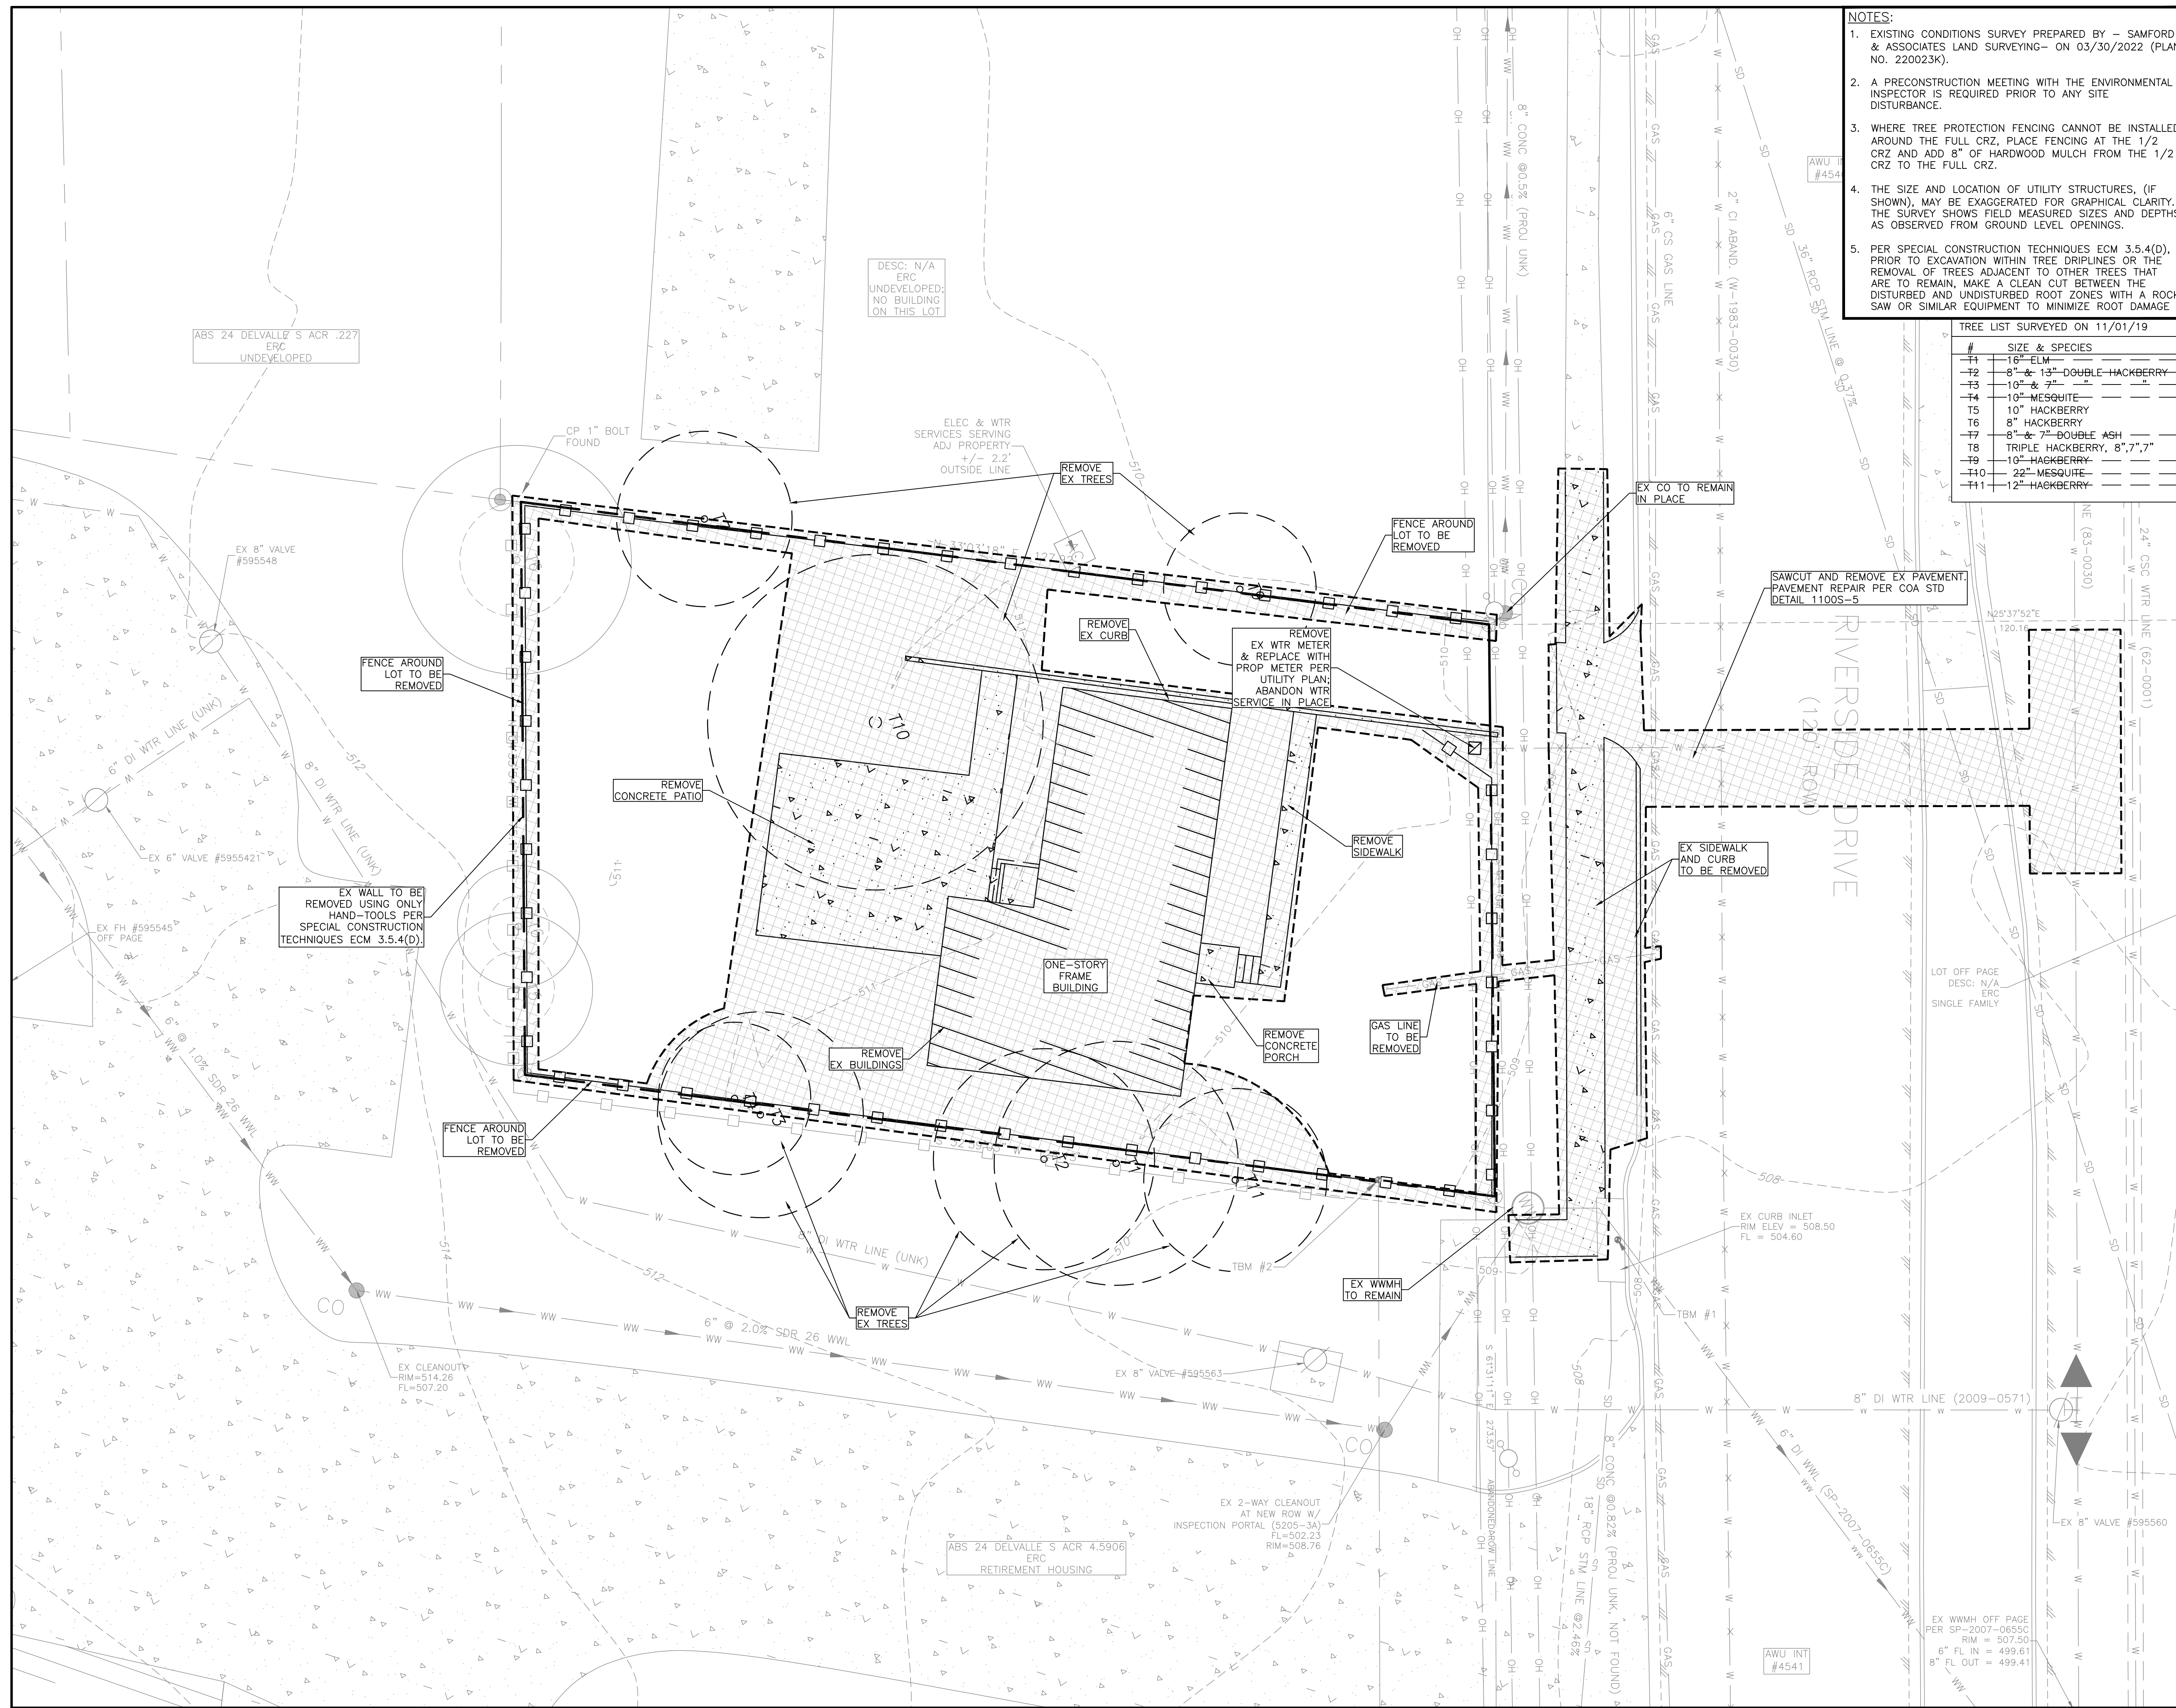 NOTES:
1. EXISTING CONDITIONS SURVEY PREPARED BY – SAMFORD
& ASSOCIATES LAND SURVEYING– ON 03/30/2022 (PLAN
NO. 220023K).
2. A PRECONSTRUCTION MEETING WITH THE ENVIRONMENTAL
INSPECTOR IS REQUIRED PRIOR TO ANY SITE
DISTURBANCE.
3. WHERE TREE PROTECTION FENCING CANNOT BE INSTALLED
AROUND THE FULL CRZ, PLACE FENCING AT THE 1/2
CRZ AND ADD 8" OF HARDWOOD MULCH FROM THE 1/2
CRZ TO THE FULL CRZ.
4. THE SIZE AND LOCATION OF UTILITY STRUCTURES, (IF
SHOWN), MAY BE EXAGGERATED FOR GRAPHICAL CLARITY.
THE SURVEY SHOWS FIELD MEASURED SIZES AND DEPTHS
AS OBSERVED FROM GROUND LEVEL OPENINGS.
5. PER SPECIAL CONSTRUCTION TECHNIQUES ECM 3.5.4(D),
PRIOR TO EXCAVATION WITHIN TREE DRIPLINES OR THE
REMOVAL OF TREES ADJACENT TO OTHER TREES THAT
ARE TO REMAIN, MAKE A CLEAN CUT BETWEEN THE
DISTURBED AND UNDISTURBED ROOT ZONES WITH A ROCK
SAW OR SIMILAR EQUIPMENT TO MINIMIZE ROOT DAMAGE
TREE LIST SURVEYED ON 11/01/19
# SIZE & SPECIES
T1 16" ELM
T2 8" & 13" DOUBLE HACKBERRY
T3 10" & 7" " "
T4 10" MESQUITE
T5 10" HACKBERRY
T6 8" HACKBERRY
T7 8" & 7" DOUBLE ASH
T8 TRIPLE HACKBERRY, 8",7",7"
T9 10" HACKBERRY
T10 22" MESQUITE
T11 12" HACKBERRY
DESC: N/A
ERC
UNDEVELOPED;
NO BUILDING
ON THIS LOT
ABS 24 DELVALLE S ACR .227
ERC
UNDEVELOPED
CP 1" BOLT
FOUND
ELEC & WTR
SERVICES SERVING
ADJ PROPERTY
+/– 2.2'
OUTSIDE LINE
REMOVE
EX TREES
FENCE AROUND
LOT TO BE
REMOVED
EX CO TO REMAIN
IN PLACE
SAWCUT AND REMOVE EX PAVEMENT.
PAVEMENT REPAIR PER COA STD
DETAIL 1100S–5
N25°37'52"E
120.16
8" CONC @0.5% (PROJ UNK)
6" CS GAS LINE
2" CI ABAND. (W-1983-0030)
36" RCP STM LINE @ 0.37%
24" CSC WTR LINE (62-0001)
RIVERSIDE DRIVE
(120' ROW)
EX 8" VALVE
#595548
FENCE AROUND
LOT TO BE
REMOVED
REMOVE
EX CURB
REMOVE
EX WTR METER
& REPLACE WITH
PROP METER PER
UTILITY PLAN;
ABANDON WTR
SERVICE IN PLACE
T10
6" DI WTR LINE (UNK)
8" DI WTR LINE (UNK)
512
REMOVE
CONCRETE PATIO
REMOVE
SIDEWALK
EX SIDEWALK
AND CURB
TO BE REMOVED
EX 6" VALVE #5955421
EX WALL TO BE
REMOVED USING ONLY
HAND–TOOLS PER
SPECIAL CONSTRUCTION
TECHNIQUES ECM 3.5.4(D).
EX FH #595545
OFF PAGE
ONE–STORY
FRAME
BUILDING
511
LOT OFF PAGE
DESC: N/A
ERC
SINGLE FAMILY
GAS LINE
TO BE
REMOVED
REMOVE
CONCRETE
PORCH
REMOVE
EX BUILDINGS
510
509
6" @ 1.0% SDR 26 WWL
FENCE AROUND
LOT TO BE
REMOVED
508
EX CURB INLET
RIM ELEV = 508.50
FL = 504.60
514
512
8" DI WTR LINE (UNK)
510
TBM #2
509
EX WWMH
TO REMAIN
TBM #1
REMOVE
EX TREES
CO
6" @ 2.0% SDR 26 WWL
EX CLEANOUT
RIM=514.26
FL=507.20
EX 8" VALVE #595563
CO
S 61°31'11" E 273.57
8" DI WTR LINE (2009–0571)
6" DI WWL (SP-2007-0655C)
8" CONC @0.82% (PROJ UNK, NOT FOUND)
18" RCP STM LINE @2.46%
EX 2–WAY CLEANOUT
AT NEW ROW W/
INSPECTION PORTAL (5205–3A)
FL=502.23
RIM=508.76
EX 8" VALVE #595560
ABS 24 DELVALLE S ACR 4.5906
ERC
RETIREMENT HOUSING
EX WWMH OFF PAGE
PER SP–2007–0655C
RIM = 507.50
6" FL IN = 499.61
8" FL OUT = 499.41
AWU INT
#4541